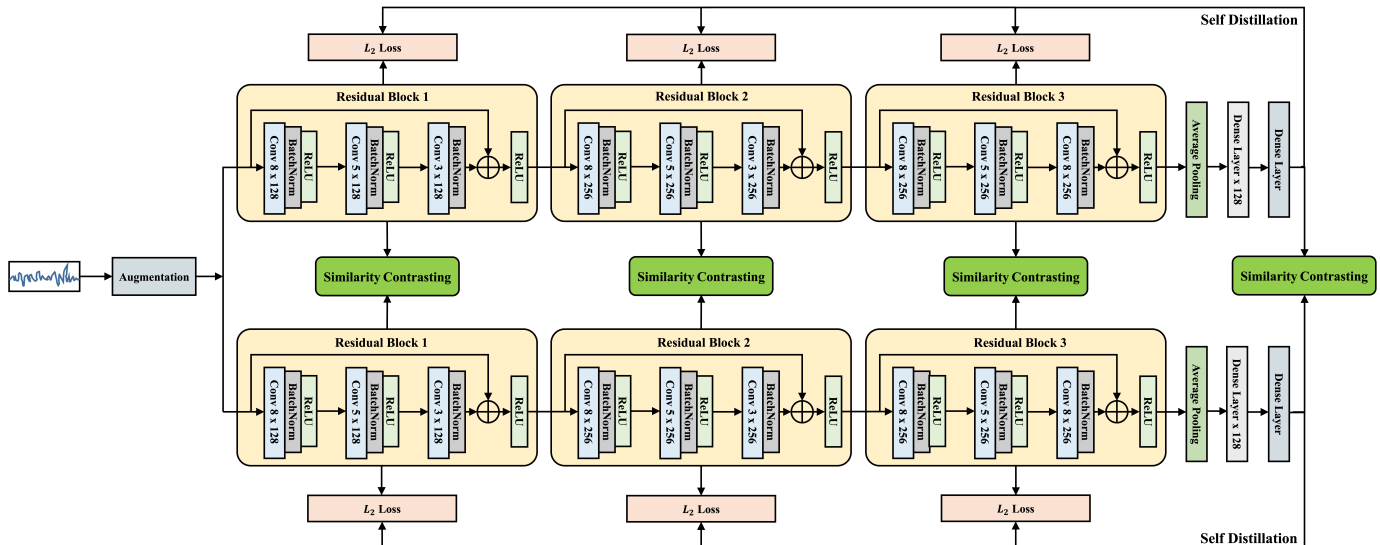 Self Distillation
L₂ Loss
L₂ Loss
L₂ Loss
Residual Block 1
Conv 8 x 128
BatchNorm
ReLU
Conv 5 x 128
BatchNorm
ReLU
Conv 3 x 128
BatchNorm
ReLU
Residual Block 2
Conv 8 x 256
BatchNorm
ReLU
Conv 5 x 256
BatchNorm
ReLU
Conv 3 x 256
BatchNorm
ReLU
Residual Block 3
Conv 8 x 256
BatchNorm
ReLU
Conv 5 x 256
BatchNorm
ReLU
Conv 8 x 256
BatchNorm
ReLU
Average Pooling
Dense Layer x 128
Dense Layer
Augmentation
Similarity Contrasting
Similarity Contrasting
Similarity Contrasting
Similarity Contrasting
Residual Block 1
Conv 8 x 128
BatchNorm
ReLU
Conv 5 x 128
BatchNorm
ReLU
Conv 3 x 128
BatchNorm
ReLU
Residual Block 2
Conv 8 x 256
BatchNorm
ReLU
Conv 5 x 256
BatchNorm
ReLU
Conv 3 x 256
BatchNorm
ReLU
Residual Block 3
Conv 8 x 256
BatchNorm
ReLU
Conv 5 x 256
BatchNorm
ReLU
Conv 8 x 256
BatchNorm
ReLU
Average Pooling
Dense Layer x 128
Dense Layer
L₂ Loss
L₂ Loss
L₂ Loss
Self Distillation